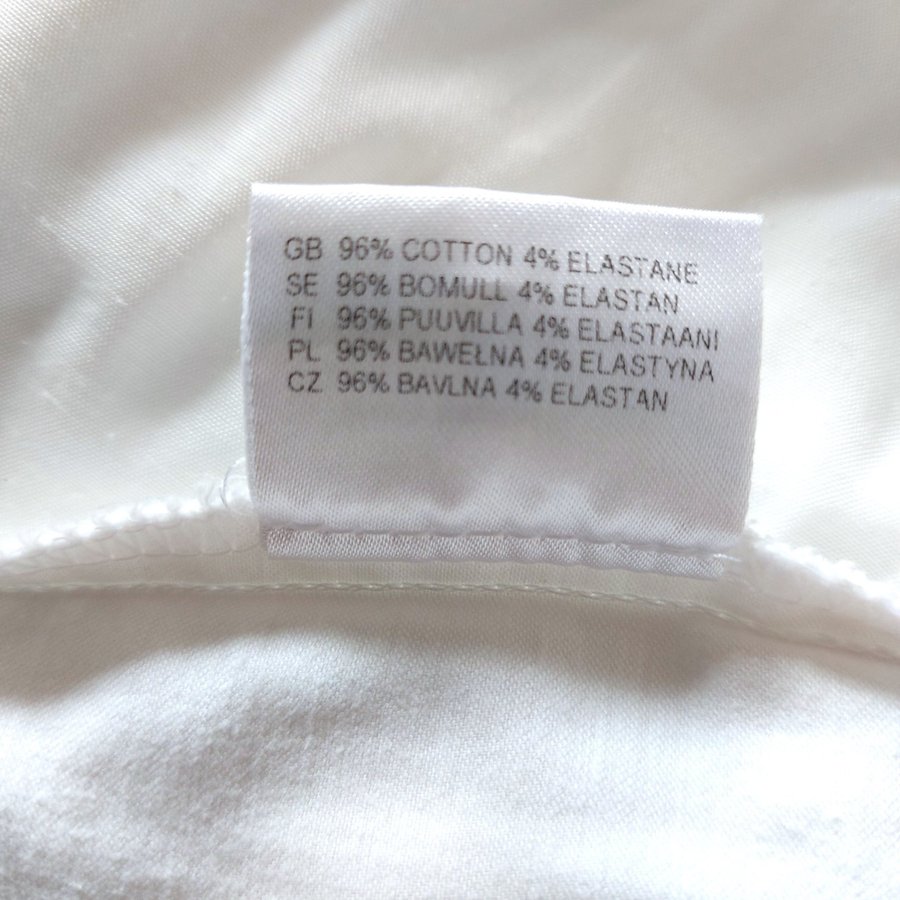 GB 96% COTTON 4% ELASTANE
SE 96% BOMULL 4% ELASTAN
FI 96% PUUVILLA 4% ELASTAANI
PL 96% BAWEŁNA 4% ELASTYNA
CZ 96% BAVLNA 4% ELASTAN